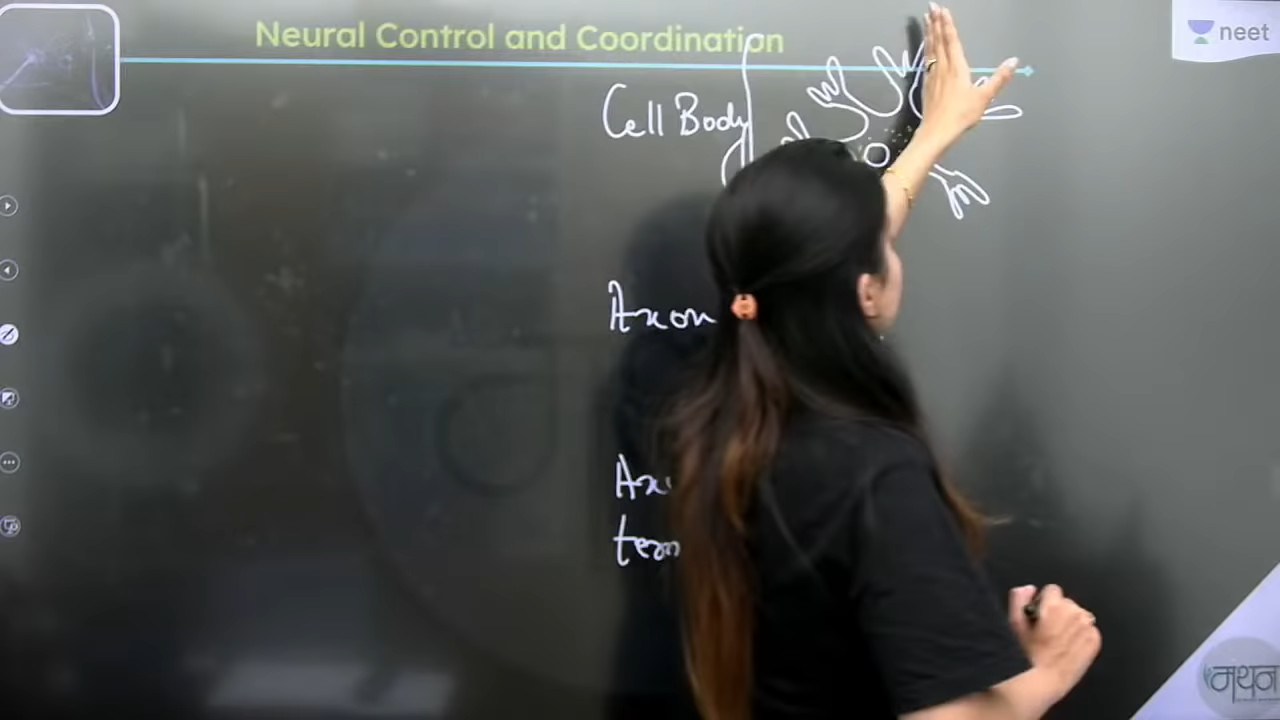 Neural Control and Coordination
neet
Cell Body
Axon
मथन